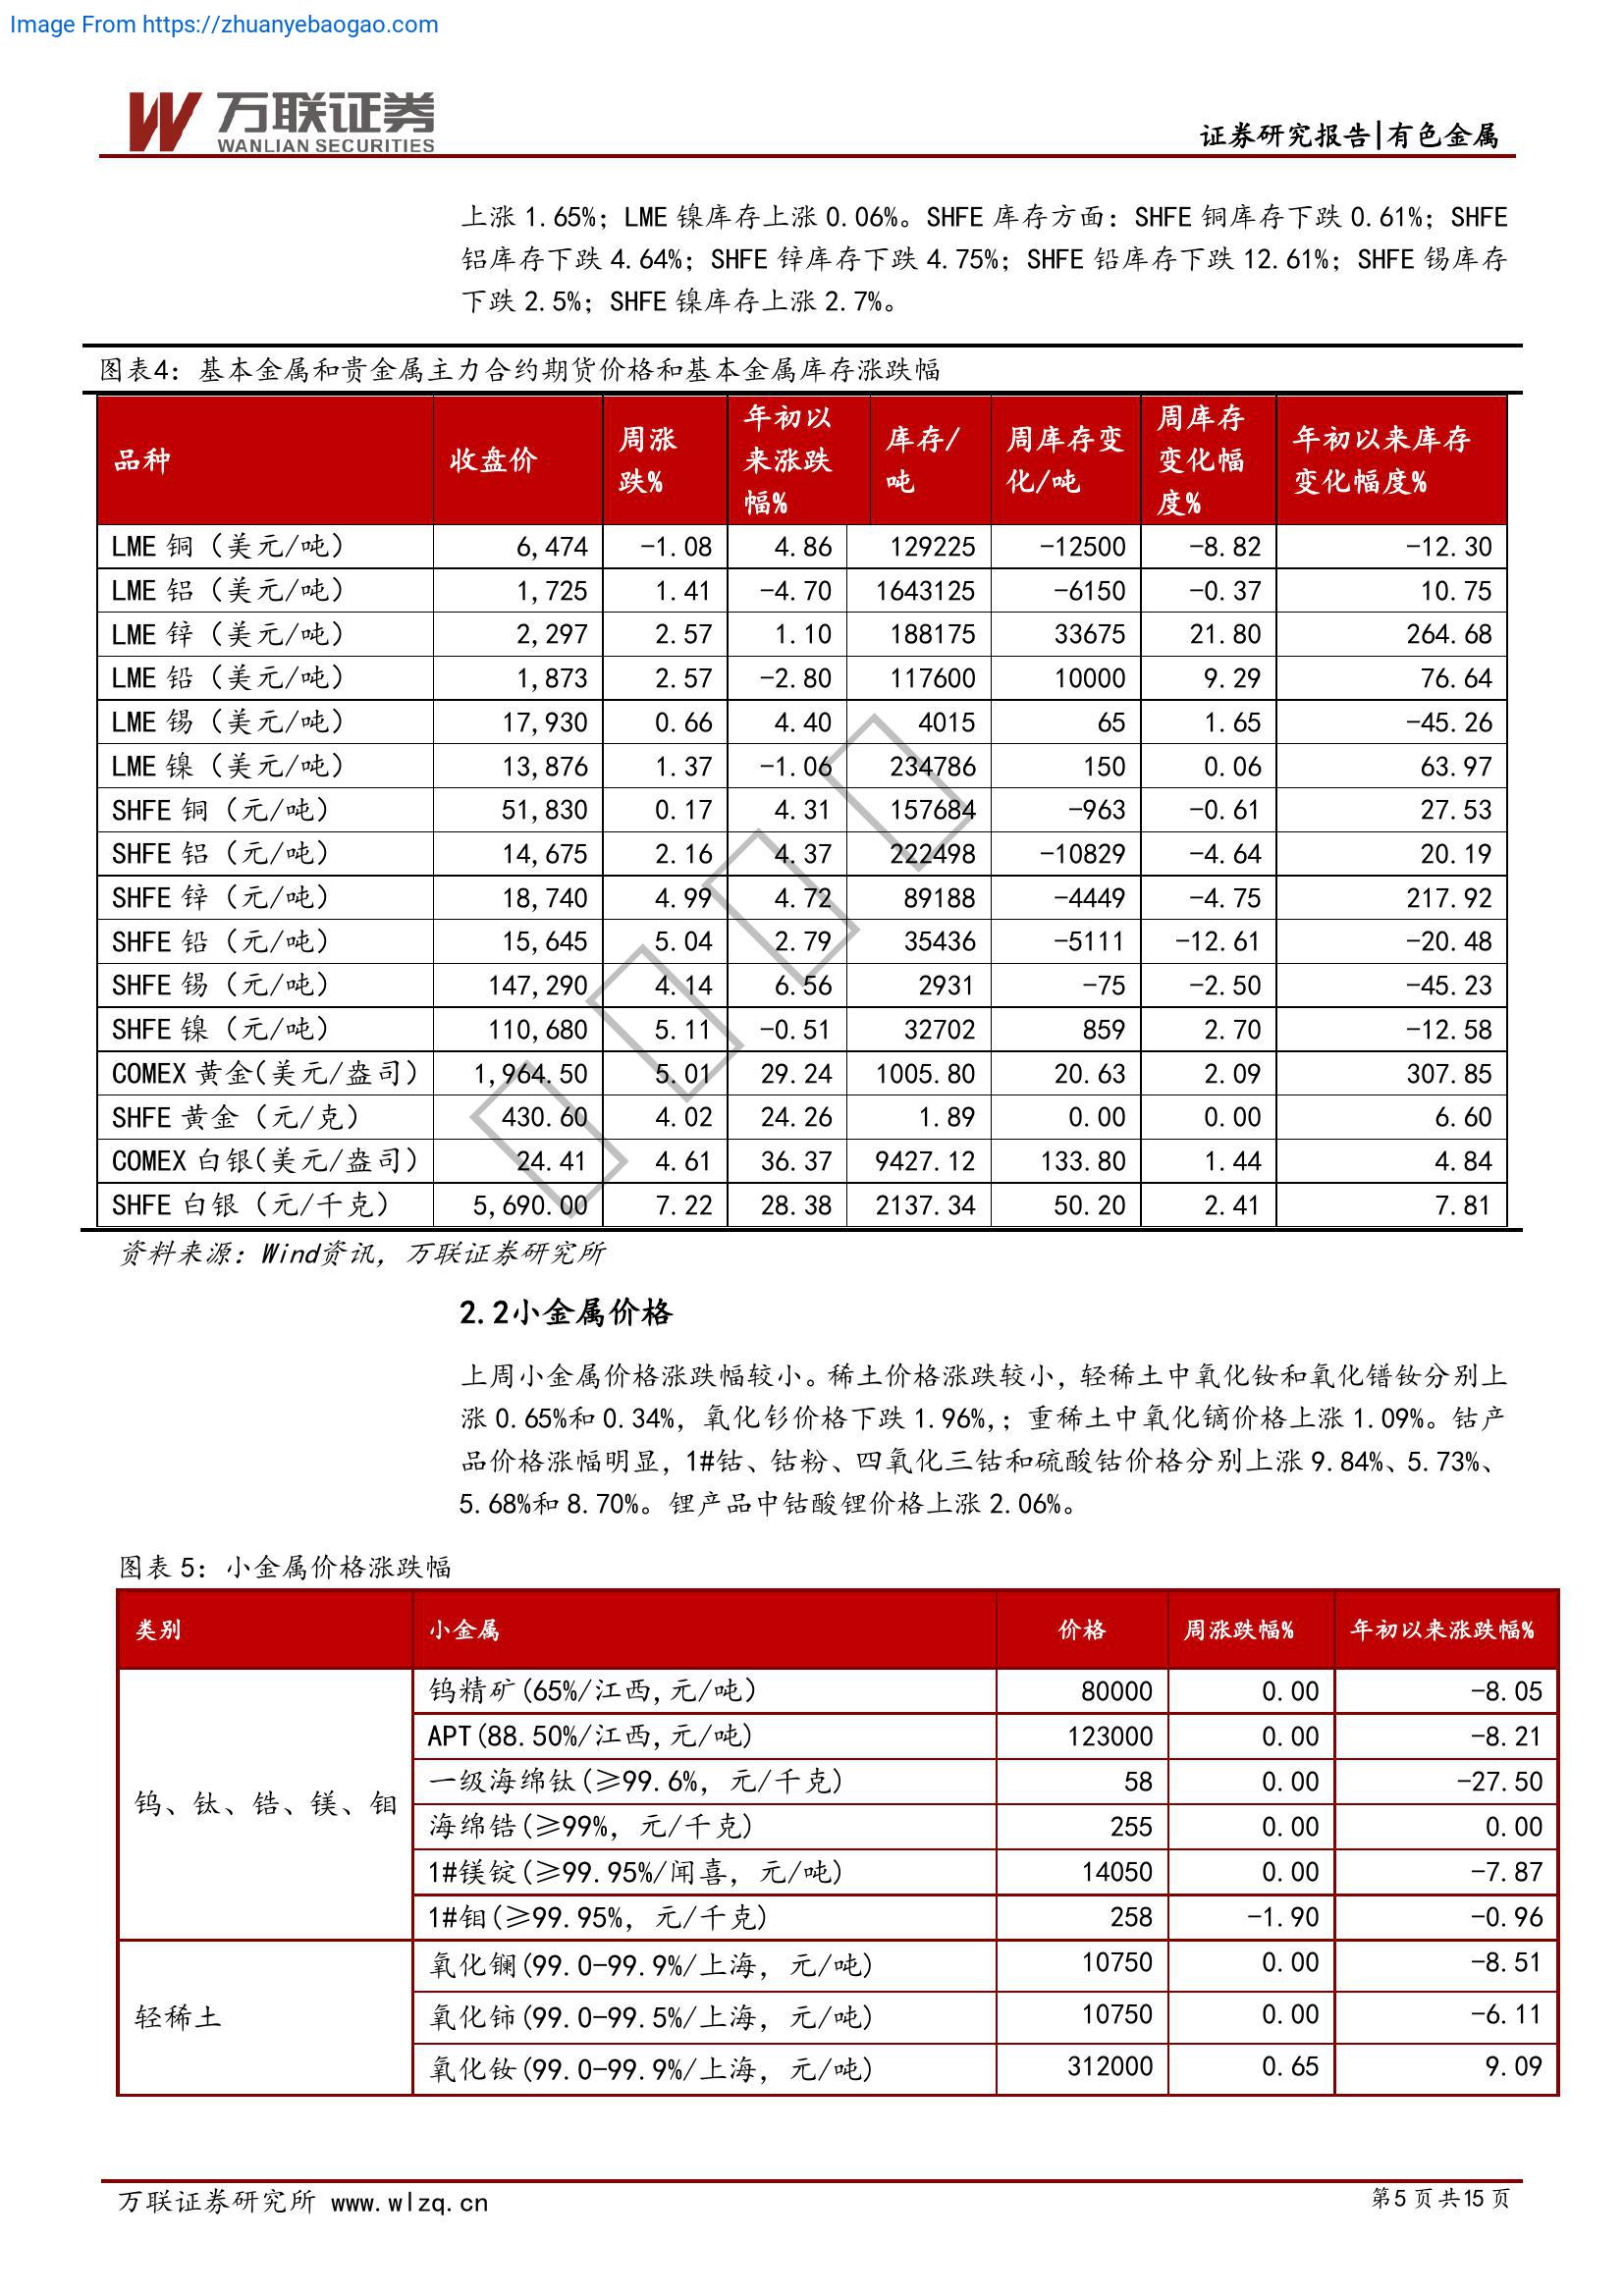 Image From https://zhuanyebaogao.com
万联证券
WANLIAN SECURITIES
证券研究报告|有色金属
上涨 1.65%；LME 镍库存上涨 0.06%。SHFE 库存方面：SHFE 铜库存下跌 0.61%；SHFE
铝库存下跌 4.64%；SHFE 锌库存下跌 4.75%；SHFE 铅库存下跌 12.61%；SHFE 锡库存
下跌 2.5%；SHFE 镍库存上涨 2.7%。
图表4：基本金属和贵金属主力合约期货价格和基本金属库存涨跌幅
品种 收盘价 周涨跌% 年初以来涨跌幅% 库存/吨 周库存变化/吨 周库存变化幅度% 年初以来库存变化幅度%
LME 铜（美元/吨） 6,474 -1.08 4.86 129225 -12500 -8.82 -12.30
LME 铝（美元/吨） 1,725 1.41 -4.70 1643125 -6150 -0.37 10.75
LME 锌（美元/吨） 2,297 2.57 1.10 188175 33675 21.80 264.68
LME 铅（美元/吨） 1,873 2.57 -2.80 117600 10000 9.29 76.64
LME 锡（美元/吨） 17,930 0.66 4.40 4015 65 1.65 -45.26
LME 镍（美元/吨） 13,876 1.37 -1.06 234786 150 0.06 63.97
SHFE 铜（元/吨） 51,830 0.17 4.31 157684 -963 -0.61 27.53
SHFE 铝（元/吨） 14,675 2.16 4.37 222498 -10829 -4.64 20.19
SHFE 锌（元/吨） 18,740 4.99 4.72 89188 -4449 -4.75 217.92
SHFE 铅（元/吨） 15,645 5.04 2.79 35436 -5111 -12.61 -20.48
SHFE 锡（元/吨） 147,290 4.14 6.56 2931 -75 -2.50 -45.23
SHFE 镍（元/吨） 110,680 5.11 -0.51 32702 859 2.70 -12.58
COMEX 黄金(美元/盎司) 1,964.50 5.01 29.24 1005.80 20.63 2.09 307.85
SHFE 黄金（元/克） 430.60 4.02 24.26 1.89 0.00 0.00 6.60
COMEX 白银(美元/盎司) 24.41 4.61 36.37 9427.12 133.80 1.44 4.84
SHFE 白银（元/千克） 5,690.00 7.22 28.38 2137.34 50.20 2.41 7.81
资料来源：Wind资讯，万联证券研究所
2.2小金属价格
上周小金属价格涨跌幅较小。稀土价格涨跌较小，轻稀土中氧化钕和氧化镨钕分别上
涨 0.65%和 0.34%，氧化钐价格下跌 1.96%,；重稀土中氧化镝价格上涨 1.09%。钴产
品价格涨幅明显，1#钴、钴粉、四氧化三钴和硫酸钴价格分别上涨 9.84%、5.73%、
5.68%和 8.70%。锂产品中钴酸锂价格上涨 2.06%。
图表 5：小金属价格涨跌幅
类别 小金属 价格 周涨跌幅% 年初以来涨跌幅%
钨精矿(65%/江西,元/吨) 80000 0.00 -8.05
APT(88.50%/江西,元/吨) 123000 0.00 -8.21
一级海绵钛(≥99.6%，元/千克) 58 0.00 -27.50
钨、钛、锆、镁、钼
海绵锆(≥99%，元/千克) 255 0.00 0.00
1#镁锭(≥99.95%/闻喜，元/吨) 14050 0.00 -7.87
1#钼(≥99.95%，元/千克) 258 -1.90 -0.96
氧化镧(99.0-99.9%/上海，元/吨) 10750 0.00 -8.51
轻稀土 氧化铈(99.0-99.5%/上海，元/吨) 10750 0.00 -6.11
氧化钕(99.0-99.9%/上海，元/吨) 312000 0.65 9.09
万联证券研究所 www.wlzq.cn
第5 页 共15 页